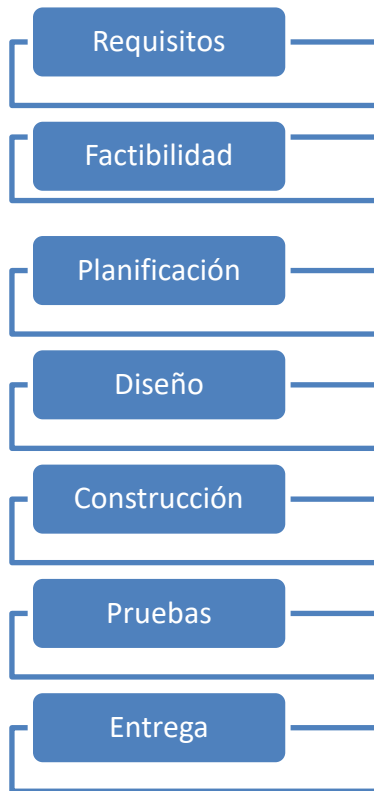 Requisitos
Factibilidad
Planificación
Diseño
Construcción
Pruebas
Entrega